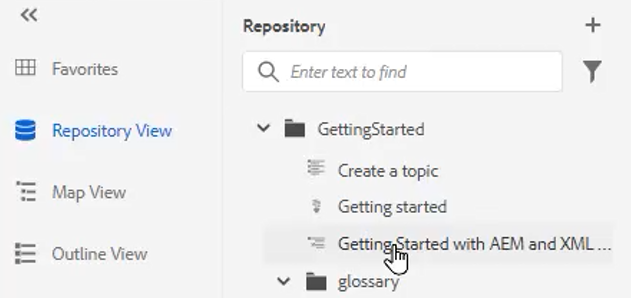 Repository
Favorites
Repository View
Map View
Outline View
Enter text to find
GettingStarted
Create a topic
Getting started
Getting Started with AEM and XML ...
glossary